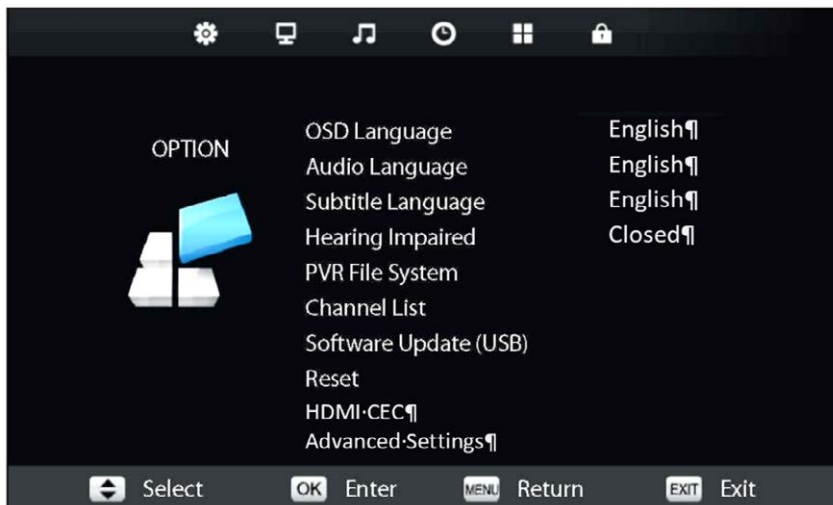 OPTION
OSD Language English¶
Audio Language English¶
Subtitle Language English¶
Hearing Impaired Closed¶
PVR File System
Channel List
Software Update (USB)
Reset
HDMI·CEC¶
Advanced·Settings¶
Select OK Enter MENU Return EXIT Exit